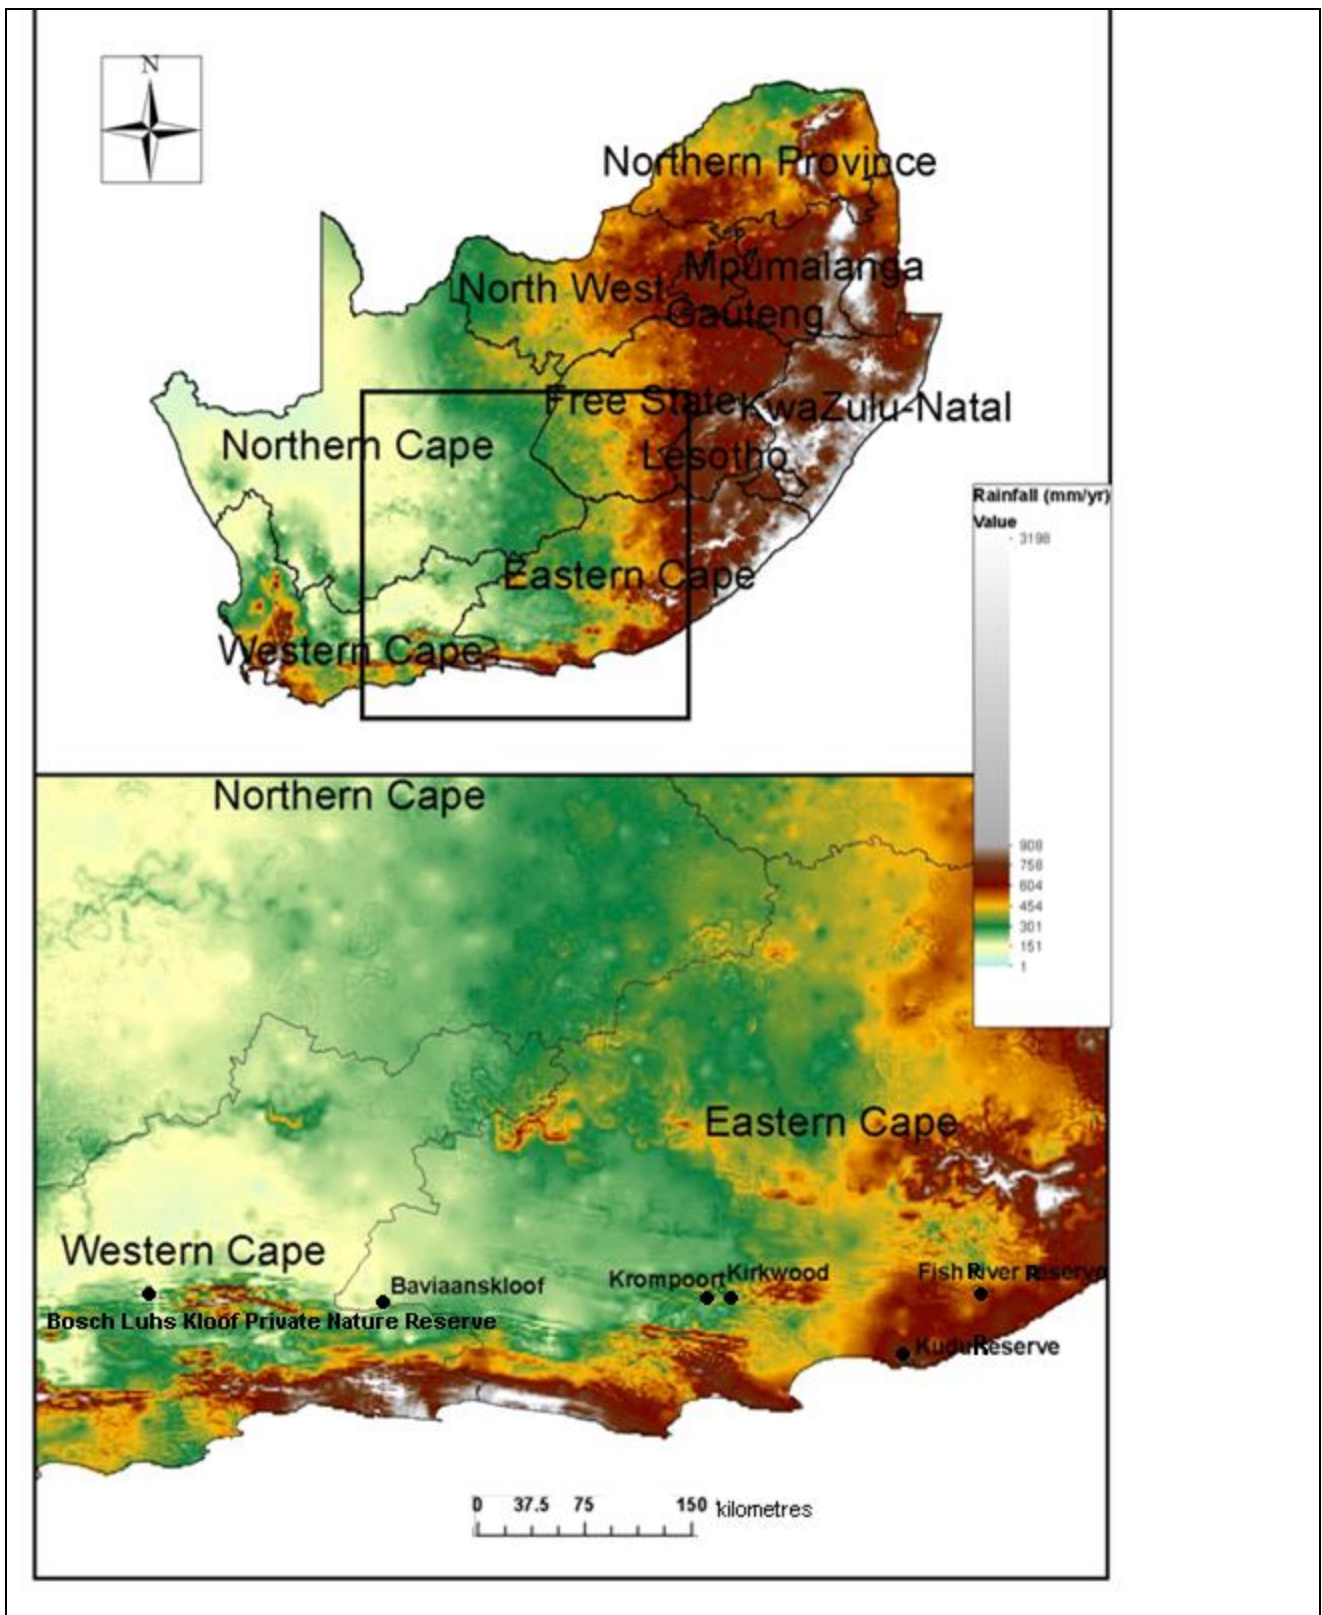 N
Northern Province
Mpumalanga
North West
Gauteng
Free State
KwaZulu-Natal
Northern Cape
Lesotho
Eastern Cape
Western Cape
Rainfall (mm/yr)
Value
3198
908
758
604
454
301
151
1
Northern Cape
Eastern Cape
Western Cape
Baviaanskloof
Krompoort
Kirkwood
Fish River Reserve
Bosch Luhs Kloof Private Nature Reserve
Kudu Reserve
0 37.5 75 150 kilometres